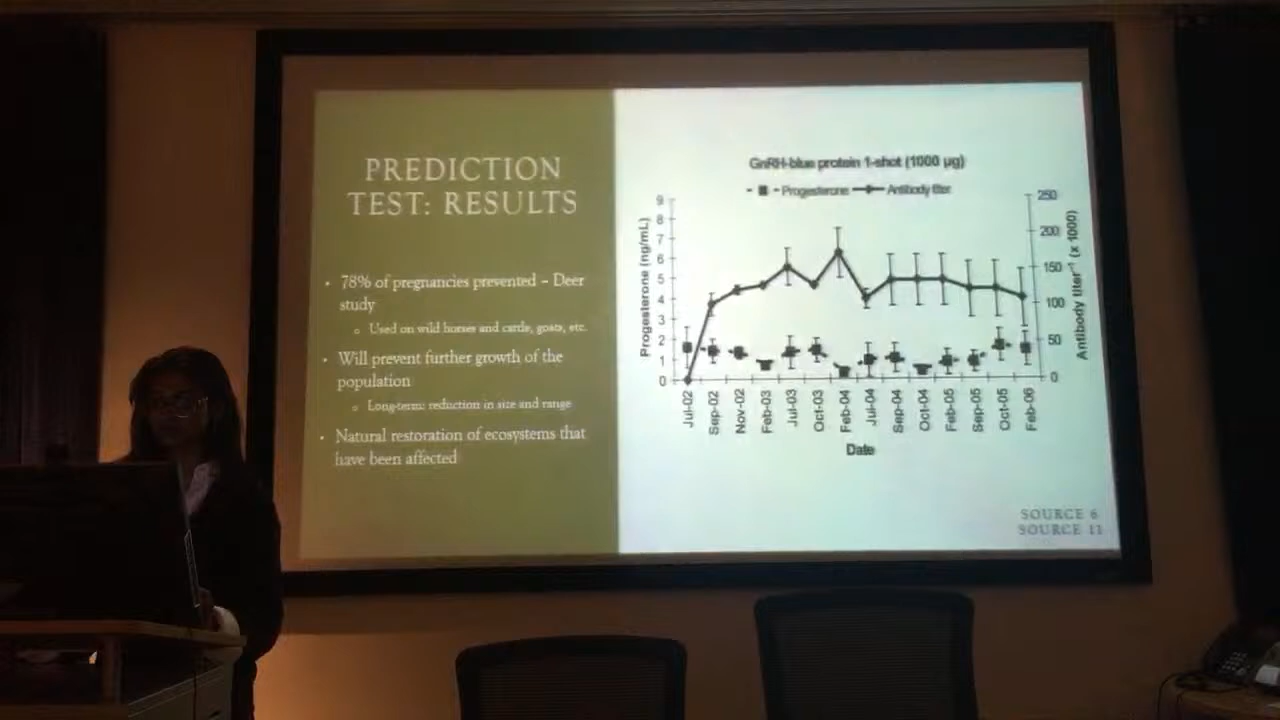 PREDICTION
TEST: RESULTS
• 78% of pregnancies prevented – Deer
study
○ Used on wild horses and cattle, goats, etc.
• Will prevent further growth of the
population
○ Long-term: reduction in size and range
• Natural restoration of ecosystems that
have been affected
GnRH-blue protein 1-shot (1000 µg)
Progesterone Antibody titer
Progesterone (ng/mL)
9
8
7
6
5
4
3
2
1
0
250
200
150
100
50
0
Antibody titer⁻¹ (x 1000)
Jul-02 Sep-02 Nov-02 Feb-03 Jul-03 Oct-03 Feb-04 Jul-04 Sep-04 Oct-04 Feb-05 Sep-05 Oct-05 Feb-06
Date
SOURCE 6
SOURCE 11